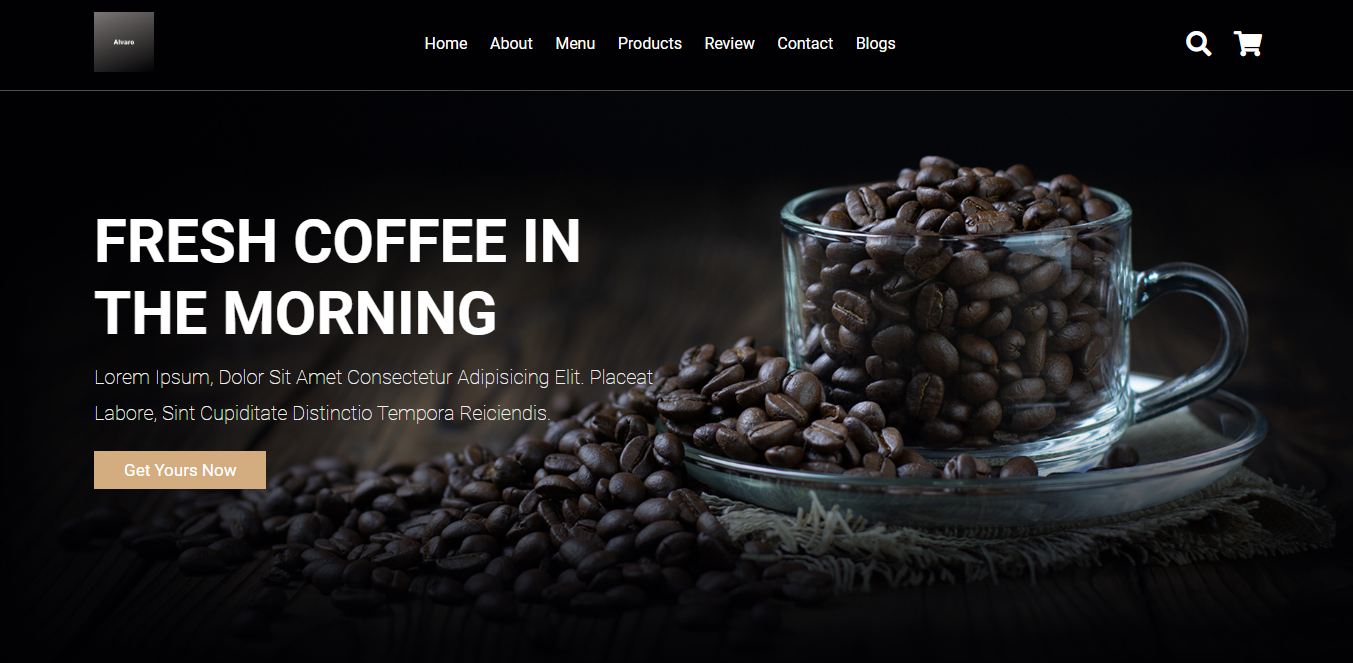 Alvaro
Home About Menu Products Review Contact Blogs
FRESH COFFEE IN
THE MORNING
Lorem Ipsum, Dolor Sit Amet Consectetur Adipisicing Elit. Placeat
Labore, Sint Cupiditate Distinctio Tempora Reiciendis.
Get Yours Now